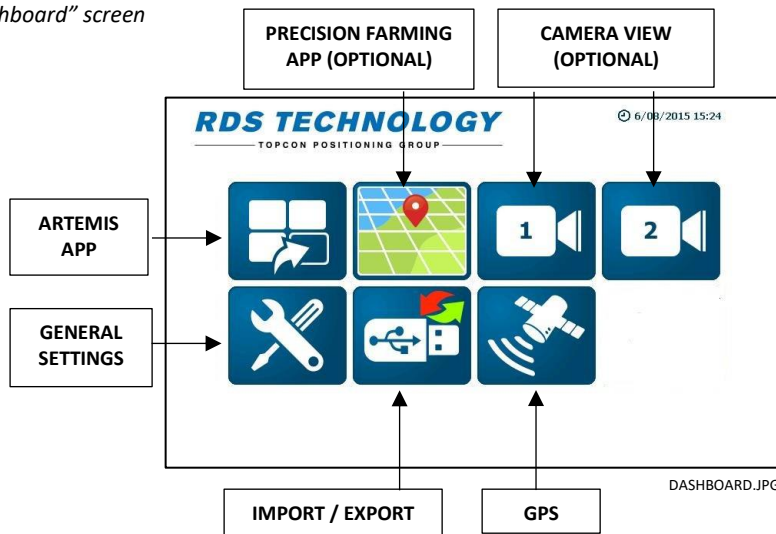 hboard" screen
PRECISION FARMING
APP (OPTIONAL)
CAMERA VIEW
(OPTIONAL)
RDS TECHNOLOGY
TOPCON POSITIONING GROUP
6/08/2015 15:24
ARTEMIS
APP
1
2
GENERAL
SETTINGS
DASHBOARD.JPG
IMPORT / EXPORT
GPS